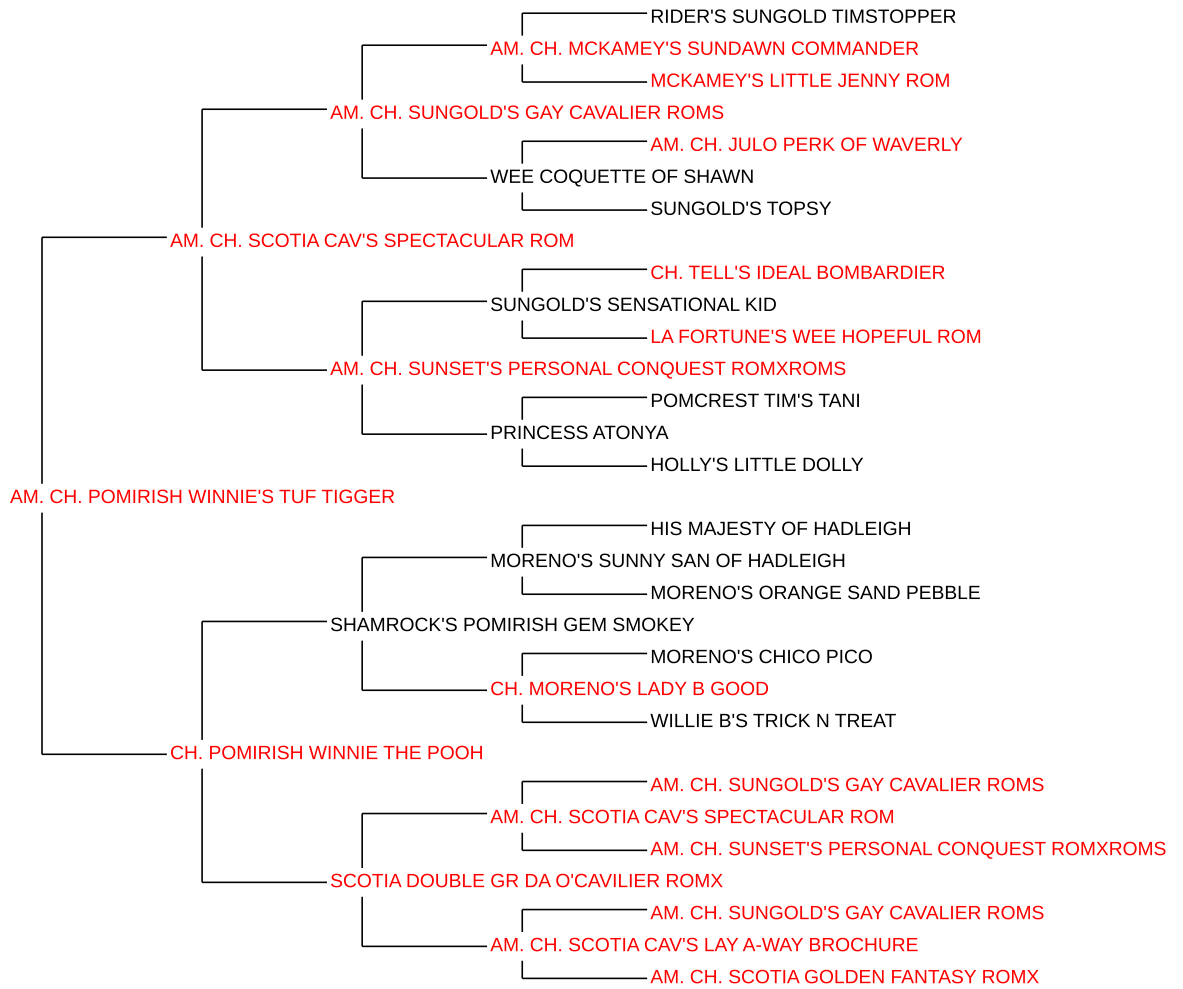 RIDER'S SUNGOLD TIMSTOPPER
AM. CH. MCKAMEY'S SUNDAWN COMMANDER
MCKAMEY'S LITTLE JENNY ROM
AM. CH. SUNGOLD'S GAY CAVALIER ROMS
AM. CH. JULO PERK OF WAVERLY
WEE COQUETTE OF SHAWN
SUNGOLD'S TOPSY
AM. CH. SCOTIA CAV'S SPECTACULAR ROM
CH. TELL'S IDEAL BOMBARDIER
SUNGOLD'S SENSATIONAL KID
LA FORTUNE'S WEE HOPEFUL ROM
AM. CH. SUNSET'S PERSONAL CONQUEST ROMXROMS
POMCREST TIM'S TANI
PRINCESS ATONYA
HOLLY'S LITTLE DOLLY
AM. CH. POMIRISH WINNIE'S TUF TIGGER
HIS MAJESTY OF HADLEIGH
MORENO'S SUNNY SAN OF HADLEIGH
MORENO'S ORANGE SAND PEBBLE
SHAMROCK'S POMIRISH GEM SMOKEY
MORENO'S CHICO PICO
CH. MORENO'S LADY B GOOD
WILLIE B'S TRICK N TREAT
CH. POMIRISH WINNIE THE POOH
AM. CH. SUNGOLD'S GAY CAVALIER ROMS
AM. CH. SCOTIA CAV'S SPECTACULAR ROM
AM. CH. SUNSET'S PERSONAL CONQUEST ROMXROMS
SCOTIA DOUBLE GR DA O'CAVILIER ROMX
AM. CH. SUNGOLD'S GAY CAVALIER ROMS
AM. CH. SCOTIA CAV'S LAY A-WAY BROCHURE
AM. CH. SCOTIA GOLDEN FANTASY ROMX